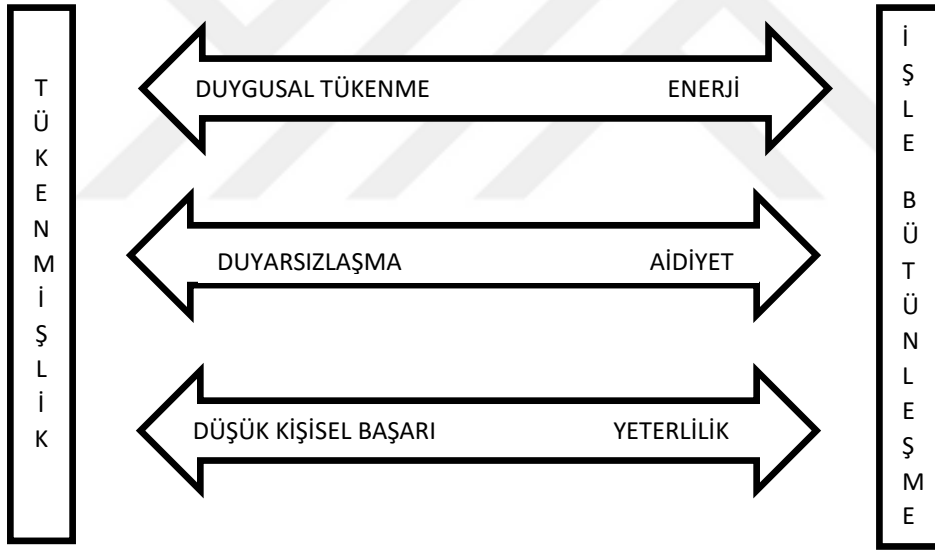 TÜKENMİŞLİK
DUYGUSAL TÜKENME ENERJİ
DUYARSIZLAŞMA AİDİYET
DÜŞÜK KİŞİSEL BAŞARI YETERLİLİK
İŞLE BÜTÜNLEŞME